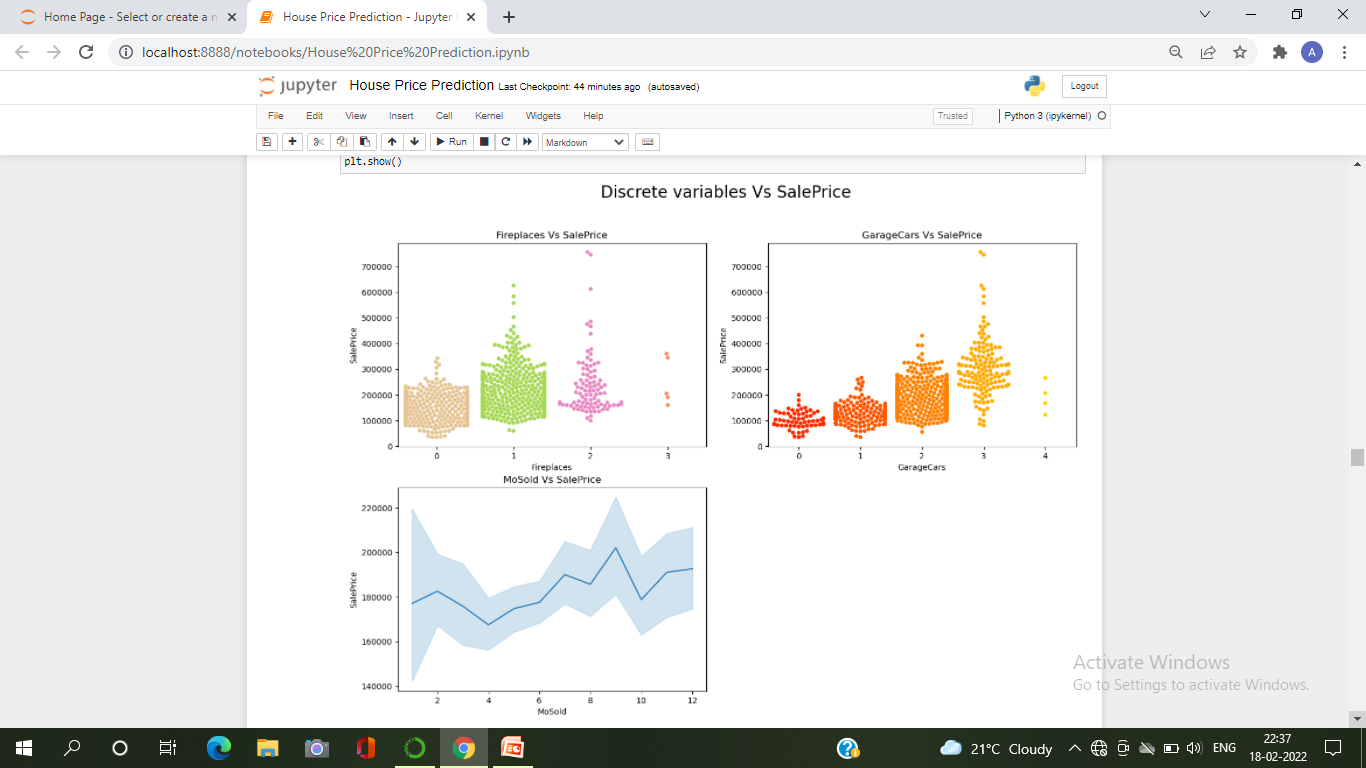 Home Page - Select or create a n
House Price Prediction - Jupyter
localhost:8888/notebooks/House%20Price%20Prediction.ipynb
A
jupyter House Price Prediction Last Checkpoint: 44 minutes ago (autosaved)
Logout
File Edit View Insert Cell Kernel Widgets Help
Trusted Python 3 (ipykernel)
Run Markdown
plt.show()
Discrete variables Vs SalePrice
Fireplaces Vs SalePrice
700000
600000
500000
400000
300000
200000
100000
0
SalePrice
0 1 2 3
Fireplaces
GarageCars Vs SalePrice
700000
600000
500000
400000
300000
200000
100000
0
SalePrice
0 1 2 3 4
GarageCars
MoSold Vs SalePrice
220000
200000
180000
160000
140000
SalePrice
2 4 6 8 10 12
MoSold
Activate Windows
Go to Settings to activate Windows.
21°C Cloudy
ENG
22:37
18-02-2022